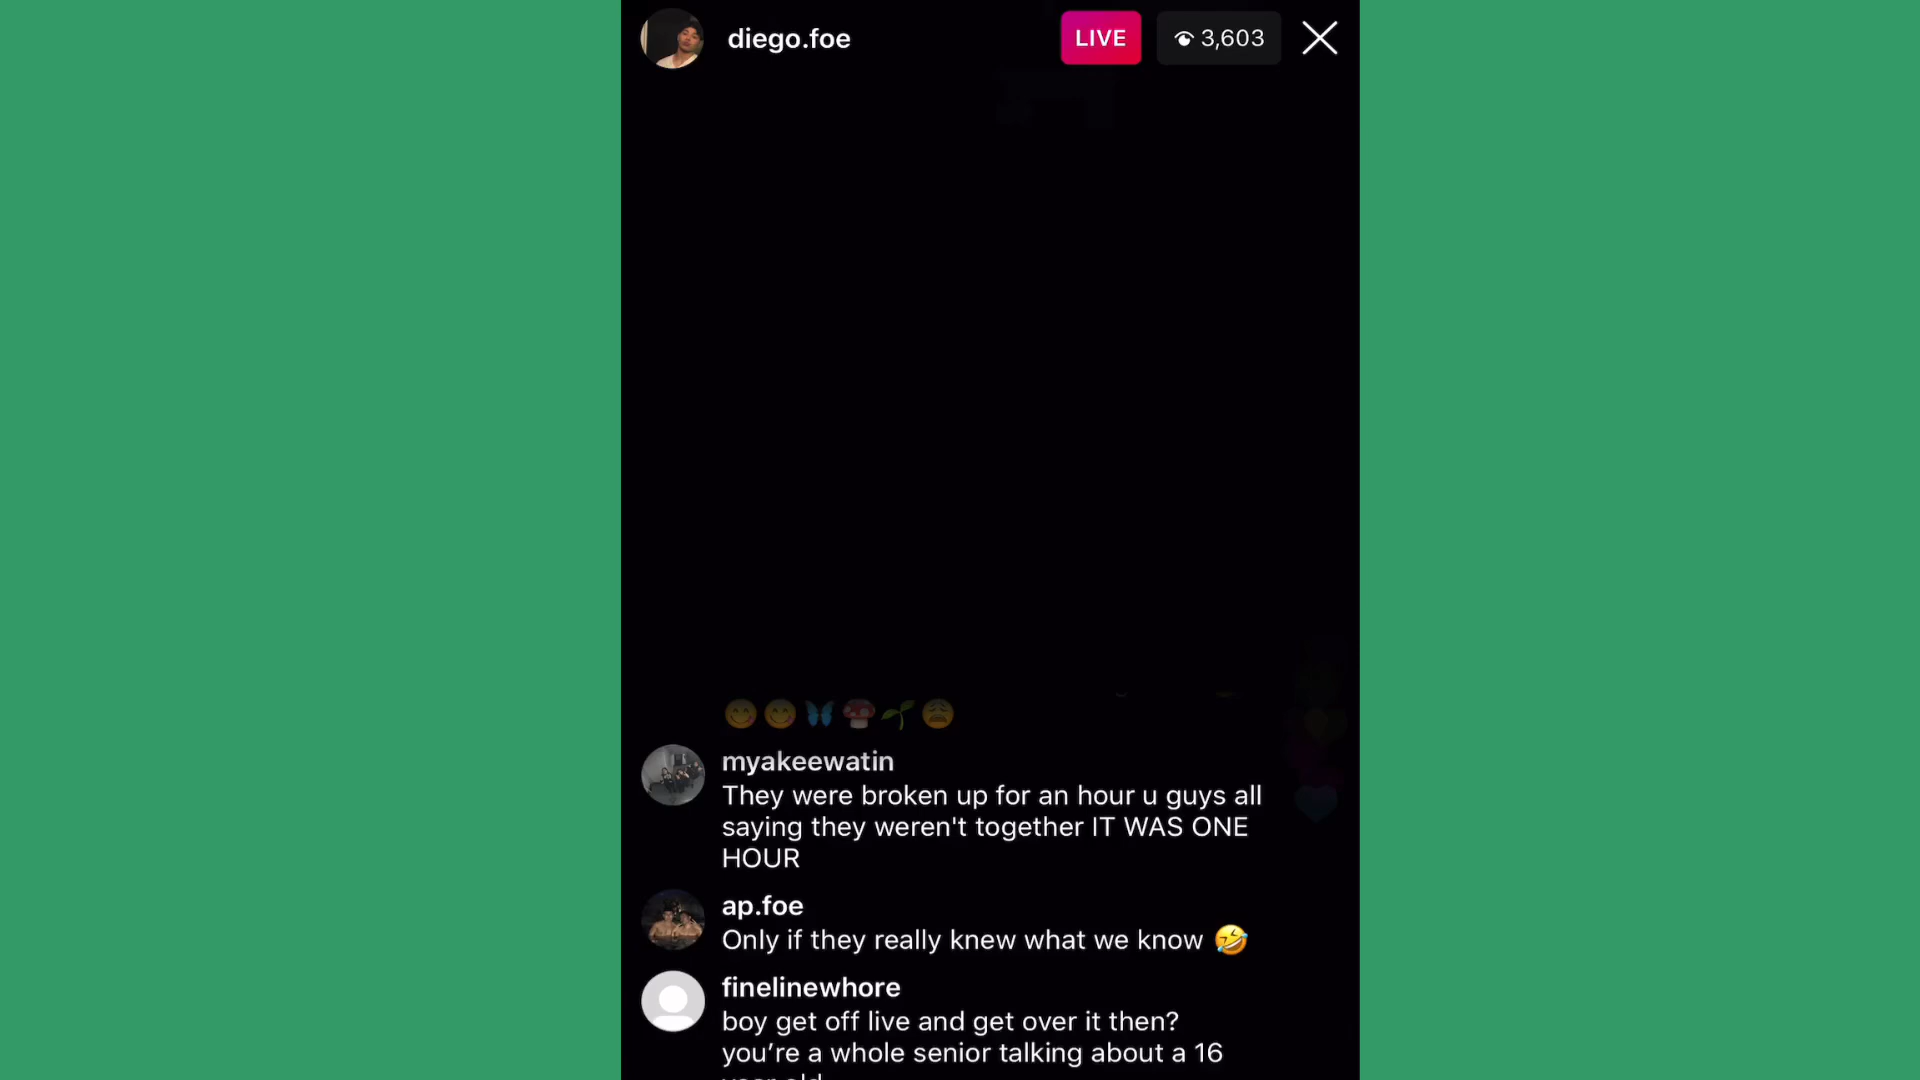 diego.foe
LIVE
3,603
😋😋🦋🍄🌱😩
myakeewatin
They were broken up for an hour u guys all
saying they weren't together IT WAS ONE
HOUR
ap.foe
Only if they really knew what we know 🤣
finelinewhore
boy get off live and get over it then?
you’re a whole senior talking about a 16